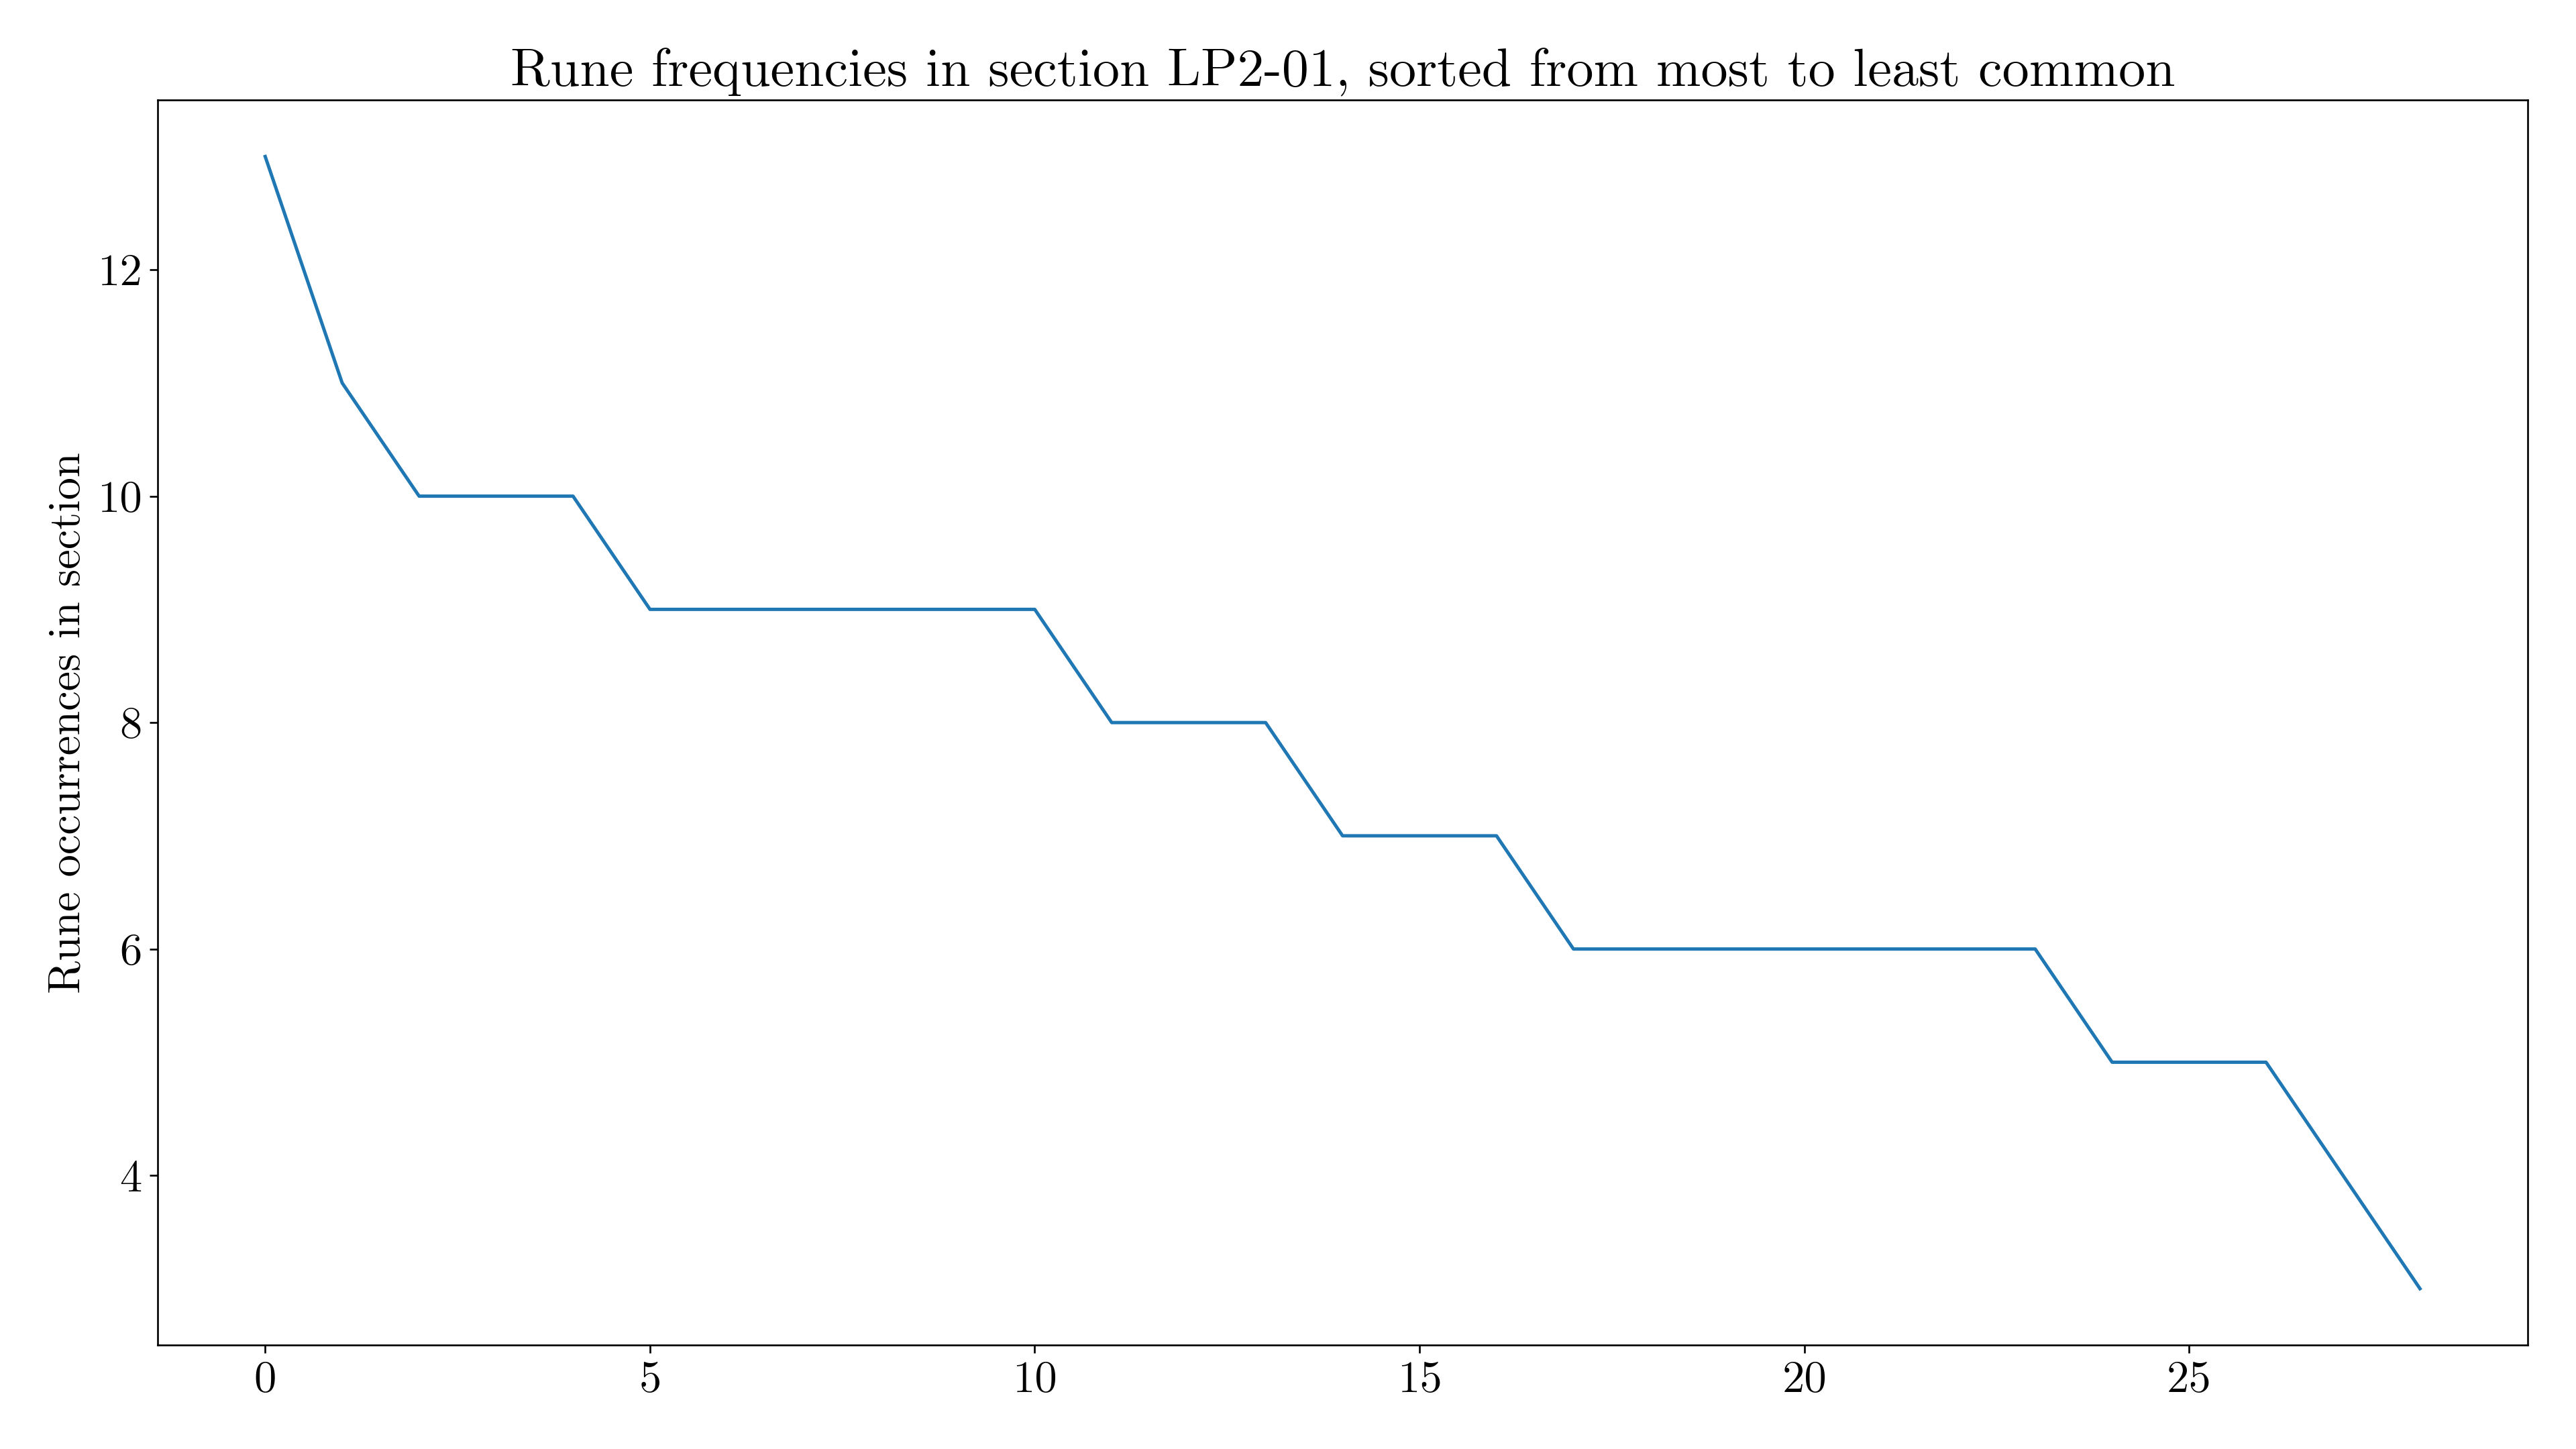 Rune frequencies in section LP2-01, sorted from most to least common
Rune occurrences in section
12
10
8
6
4
0 5 10 15 20 25